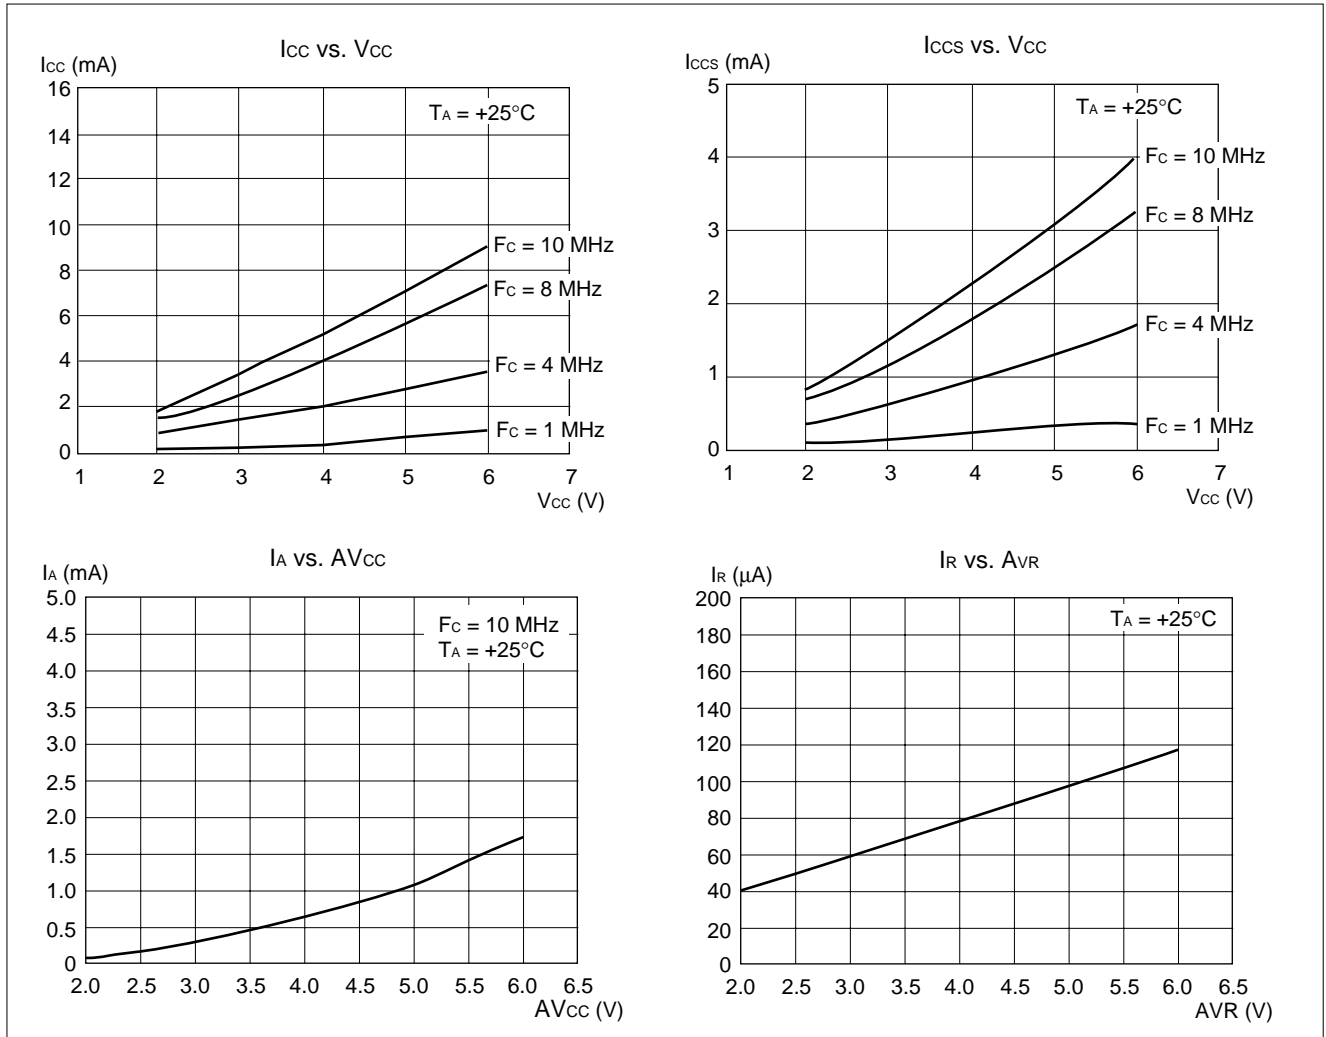 ICC vs. VCC
ICC (mA)
16
14
12
10
8
6
4
2
0
TA = +25°C
FC = 10 MHz
FC = 8 MHz
FC = 4 MHz
FC = 1 MHz
1 2 3 4 5 6 7
VCC (V)
ICCS vs. VCC
ICCS (mA)
5
4
3
2
1
0
TA = +25°C
FC = 10 MHz
FC = 8 MHz
FC = 4 MHz
FC = 1 MHz
1 2 3 4 5 6 7
VCC (V)
IA vs. AVCC
IA (mA)
5.0
4.5
4.0
3.5
3.0
2.5
2.0
1.5
1.0
0.5
0
FC = 10 MHz
TA = +25°C
2.0 2.5 3.0 3.5 4.0 4.5 5.0 5.5 6.0 6.5
AVCC (V)
IR vs. AVR
IR (μA)
200
180
160
140
120
100
80
60
40
20
0
TA = +25°C
2.0 2.5 3.0 3.5 4.0 4.5 5.0 5.5 6.0 6.5
AVR (V)